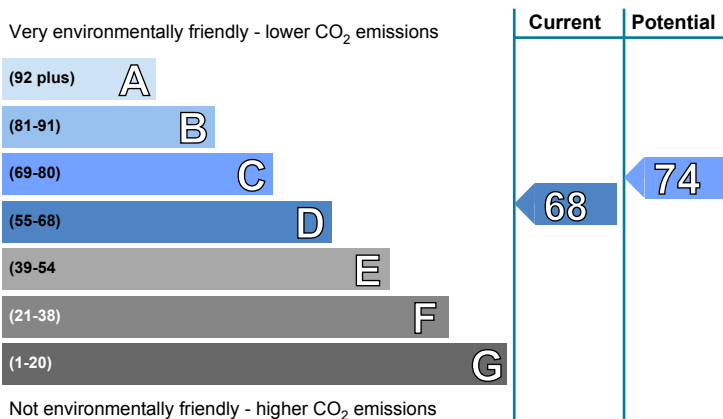 Current Potential
Very environmentally friendly - lower CO2 emissions
(92 plus) A
(81-91) B
(69-80) C
74
(55-68) D
68
(39-54 E
(21-38) F
(1-20) G
Not environmentally friendly - higher CO2 emissions